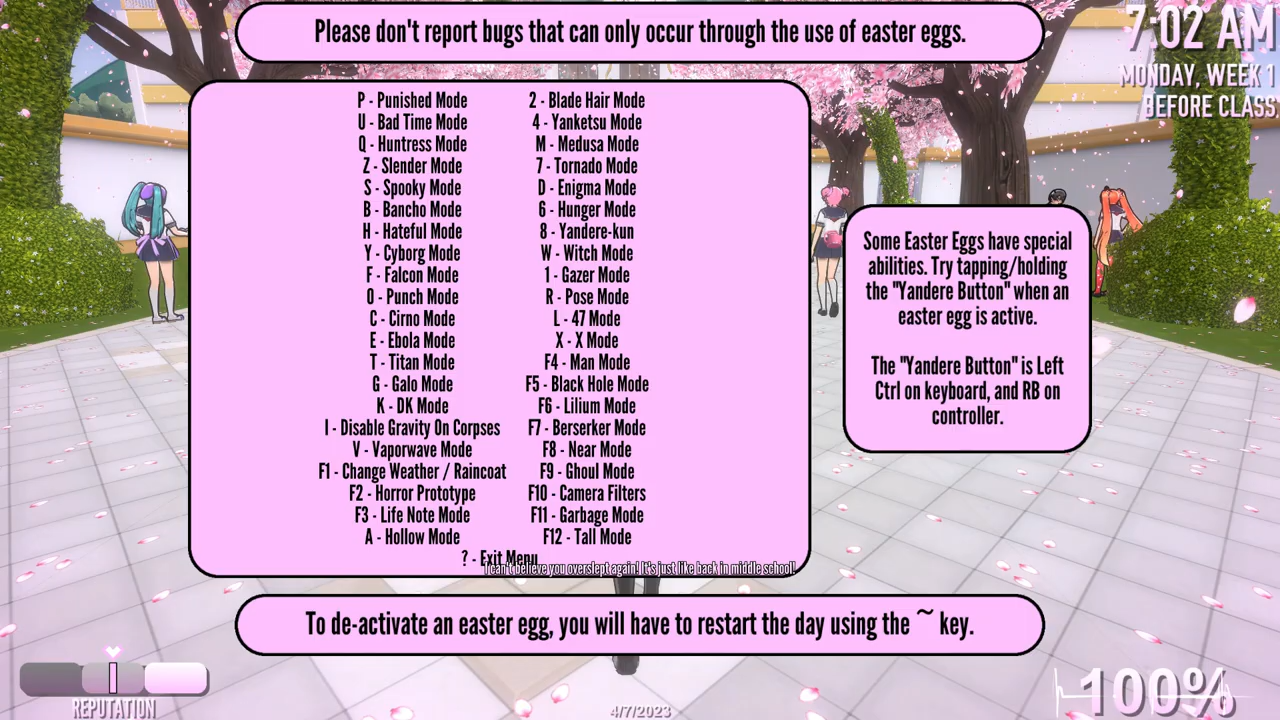 Please don't report bugs that can only occur through the use of easter eggs.
7:02 AM
MONDAY, WEEK 1
BEFORE CLASS
P - Punished Mode
U - Bad Time Mode
Q - Huntress Mode
Z - Slender Mode
S - Spooky Mode
B - Bancho Mode
H - Hateful Mode
Y - Cyborg Mode
F - Falcon Mode
O - Punch Mode
C - Cirno Mode
E - Ebola Mode
T - Titan Mode
G - Galo Mode
K - DK Mode
I - Disable Gravity On Corpses
V - Vaporwave Mode
F1 - Change Weather / Raincoat
F2 - Horror Prototype
F3 - Life Note Mode
A - Hollow Mode
2 - Blade Hair Mode
4 - Yanketsu Mode
M - Medusa Mode
7 - Tornado Mode
D - Enigma Mode
6 - Hunger Mode
8 - Yandere-kun
W - Witch Mode
1 - Gazer Mode
R - Pose Mode
L - 47 Mode
X - X Mode
F4 - Man Mode
F5 - Black Hole Mode
F6 - Lilium Mode
F7 - Berserker Mode
F8 - Near Mode
F9 - Ghoul Mode
F10 - Camera Filters
F11 - Garbage Mode
F12 - Tall Mode
? - Exit Menu
I can't believe you overslept again! It's just like back in middle school!
Some Easter Eggs have special
abilities. Try tapping/holding
the "Yandere Button" when an
easter egg is active.
The "Yandere Button" is Left
Ctrl on keyboard, and RB on
controller.
To de-activate an easter egg, you will have to restart the day using the ~ key.
REPUTATION
4/7/2023
100%